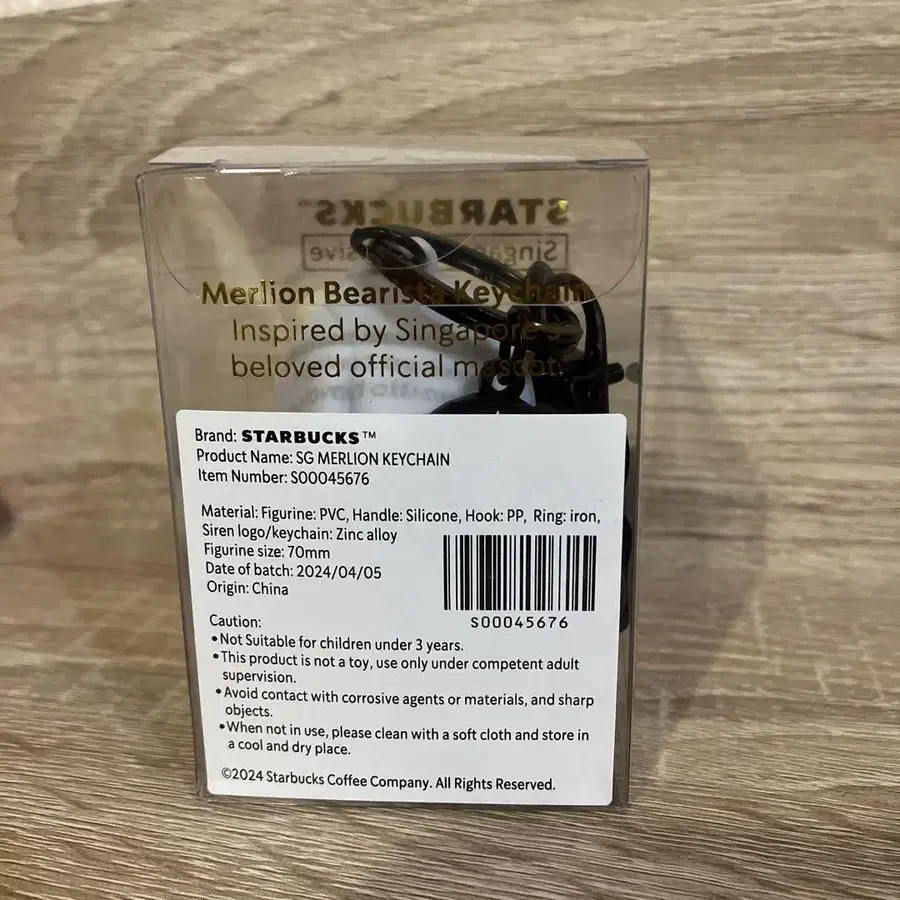 STARBUCKS™
Merlion Bearista Keychain
Inspired by Singapore's
beloved official mascot.
Brand: STARBUCKS™
Product Name: SG MERLION KEYCHAIN
Item Number: S00045676
Material: Figurine: PVC, Handle: Silicone, Hook: PP, Ring: iron,
Siren logo/keychain: Zinc alloy
Figurine size: 70mm
Date of batch: 2024/04/05
Origin: China
S00045676
Caution:
•Not Suitable for children under 3 years.
•This product is not a toy, use only under competent adult
supervision.
•Avoid contact with corrosive agents or materials, and sharp
objects.
•When not in use, please clean with a soft cloth and store in
a cool and dry place.
©2024 Starbucks Coffee Company. All Rights Reserved.